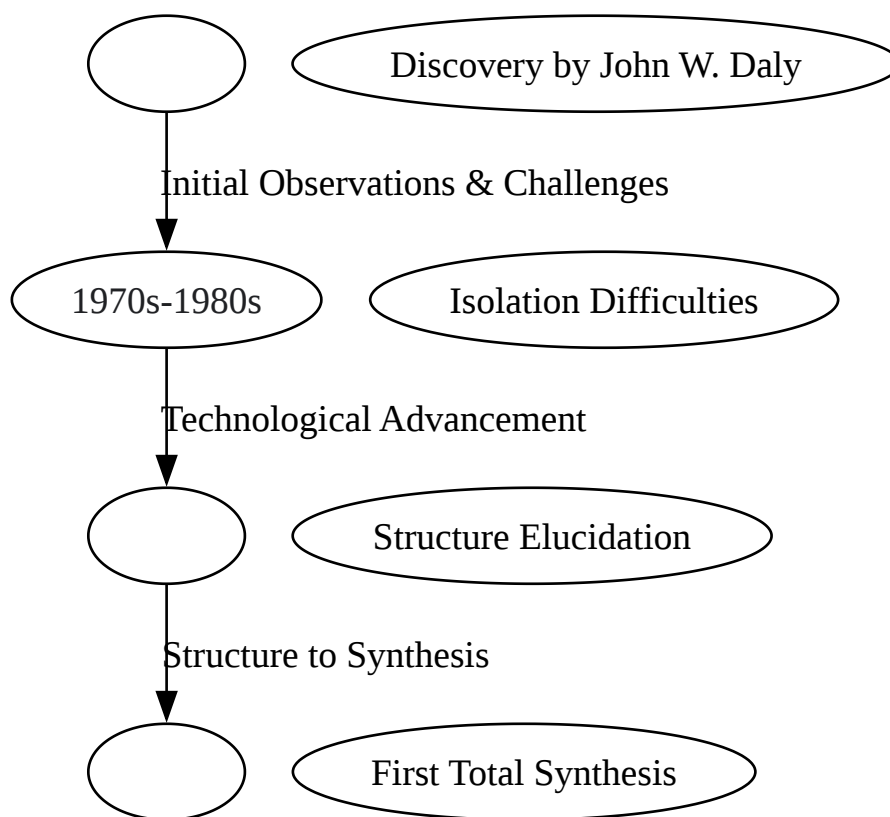 Discovery by John W. Daly
Initial Observations & Challenges
1970s-1980s
Isolation Difficulties
Technological Advancement
Structure Elucidation
Structure to Synthesis
First Total Synthesis